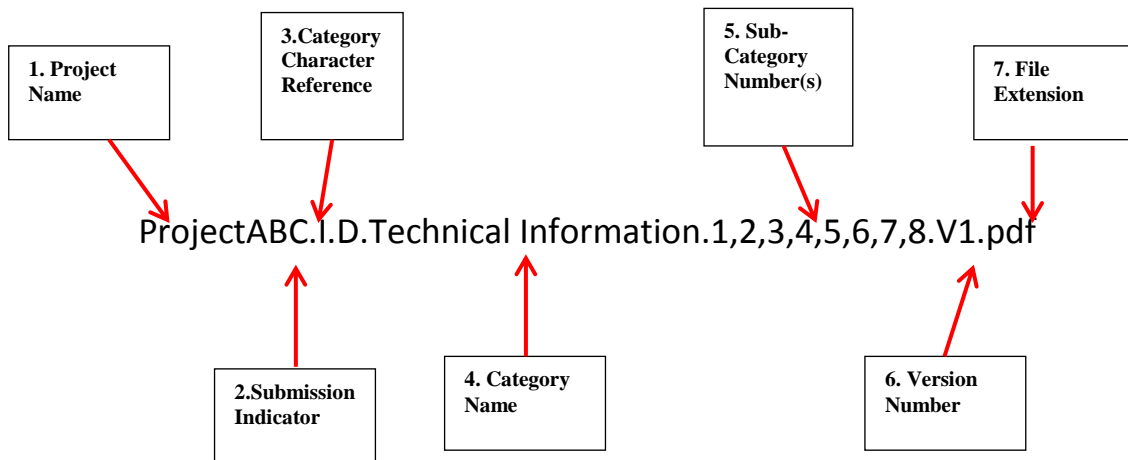 1. Project
Name
3.Category
Character
Reference
5. Sub-
Category
Number(s)
7. File
Extension
ProjectABC.I.D.Technical Information.1,2,3,4,5,6,7,8.V1.pdf
2.Submission
Indicator
4. Category
Name
6. Version
Number